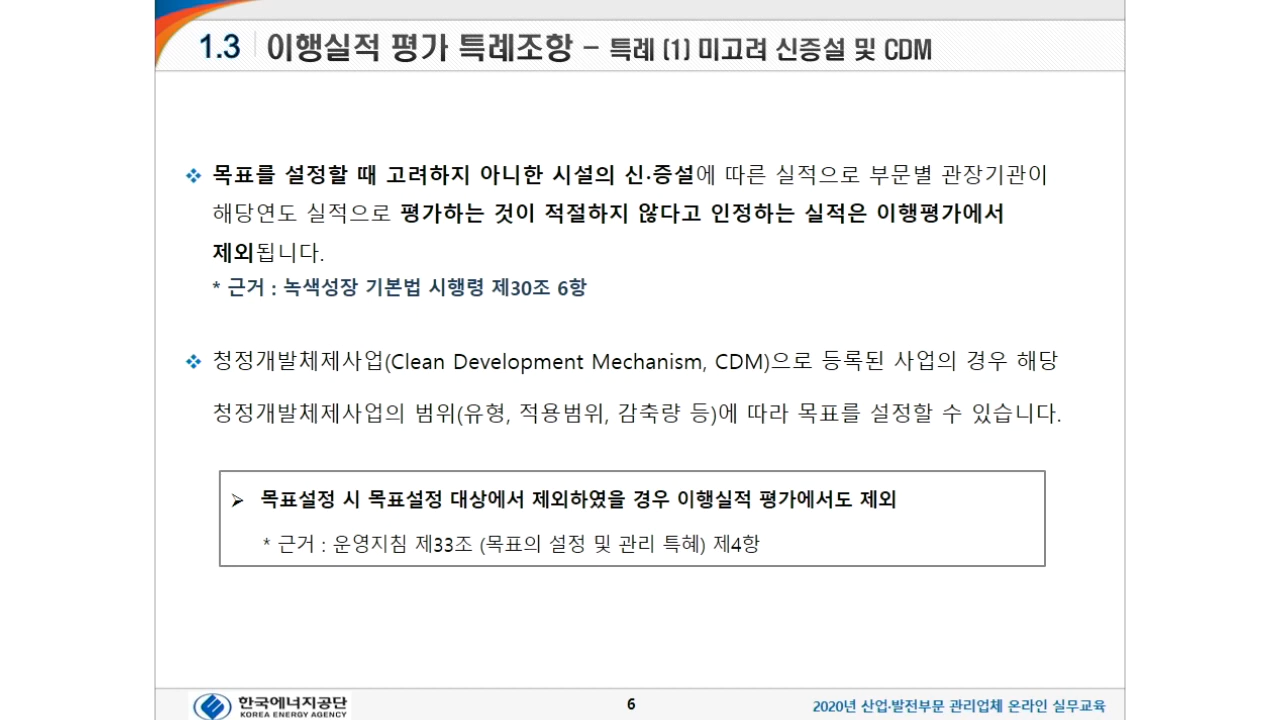 1.3 이행실적 평가 특례조항 – 특례 (1) 미고려 신증설 및 CDM
목표를 설정할 때 고려하지 아니한 시설의 신·증설에 따른 실적으로 부문별 관장기관이
해당연도 실적으로 평가하는 것이 적절하지 않다고 인정하는 실적은 이행평가에서
제외됩니다.
* 근거 : 녹색성장 기본법 시행령 제30조 6항
청정개발체제사업(Clean Development Mechanism, CDM)으로 등록된 사업의 경우 해당
청정개발체제사업의 범위(유형, 적용범위, 감축량 등)에 따라 목표를 설정할 수 있습니다.
목표설정 시 목표설정 대상에서 제외하였을 경우 이행실적 평가에서도 제외
* 근거 : 운영지침 제33조 (목표의 설정 및 관리 특혜) 제4항
한국에너지공단
KOREA ENERGY AGENCY
6
2020년 산업·발전부문 관리업체 온라인 실무교육